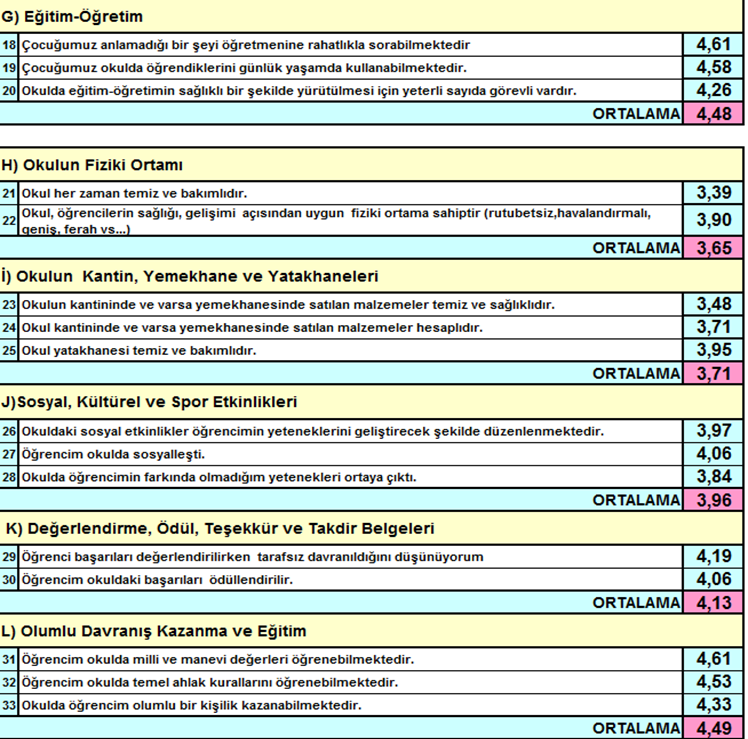 G) Eğitim-Öğretim
18 Çocuğumuz anlamadığı bir şeyi öğretmenine rahatlıkla sorabilmektedir 4,61
19 Çocuğumuz okulda öğrendiklerini günlük yaşamda kullanabilmektedir. 4,58
20 Okulda eğitim-öğretimin sağlıklı bir şekilde yürütülmesi için yeterli sayıda görevli vardır. 4,26
ORTALAMA 4,48
H) Okulun Fiziki Ortamı
21 Okul her zaman temiz ve bakımlıdır. 3,39
22 Okul, öğrencilerin sağlığı, gelişimi açısından uygun fiziki ortama sahiptir (rutubetsiz,havalandırmalı, 3,90
geniş, ferah vs...)
ORTALAMA 3,65
İ) Okulun Kantin, Yemekhane ve Yatakhaneleri
23 Okulun kantininde ve varsa yemekhanesinde satılan malzemeler temiz ve sağlıklıdır. 3,48
24 Okul kantininde ve varsa yemekhanesinde satılan malzemeler hesaplıdır. 3,71
25 Okul yatakhanesi temiz ve bakımlıdır. 3,95
ORTALAMA 3,71
J)Sosyal, Kültürel ve Spor Etkinlikleri
26 Okuldaki sosyal etkinlikler öğrencimin yeteneklerini geliştirecek şekilde düzenlenmektedir. 3,97
27 Öğrencim okulda sosyalleşti. 4,06
28 Okulda öğrencimin farkında olmadığım yetenekleri ortaya çıktı. 3,84
ORTALAMA 3,96
K) Değerlendirme, Ödül, Teşekkür ve Takdir Belgeleri
29 Öğrenci başarıları değerlendirilirken tarafsız davranıldığını düşünüyorum 4,19
30 Öğrencim okuldaki başarıları ödüllendirilir. 4,06
ORTALAMA 4,13
L) Olumlu Davranış Kazanma ve Eğitim
31 Öğrencim okulda milli ve manevi değerleri öğrenebilmektedir. 4,61
32 Öğrencim okulda temel ahlak kurallarını öğrenebilmektedir. 4,53
33 Okulda öğrencim olumlu bir kişilik kazanabilmektedir. 4,33
ORTALAMA 4,49